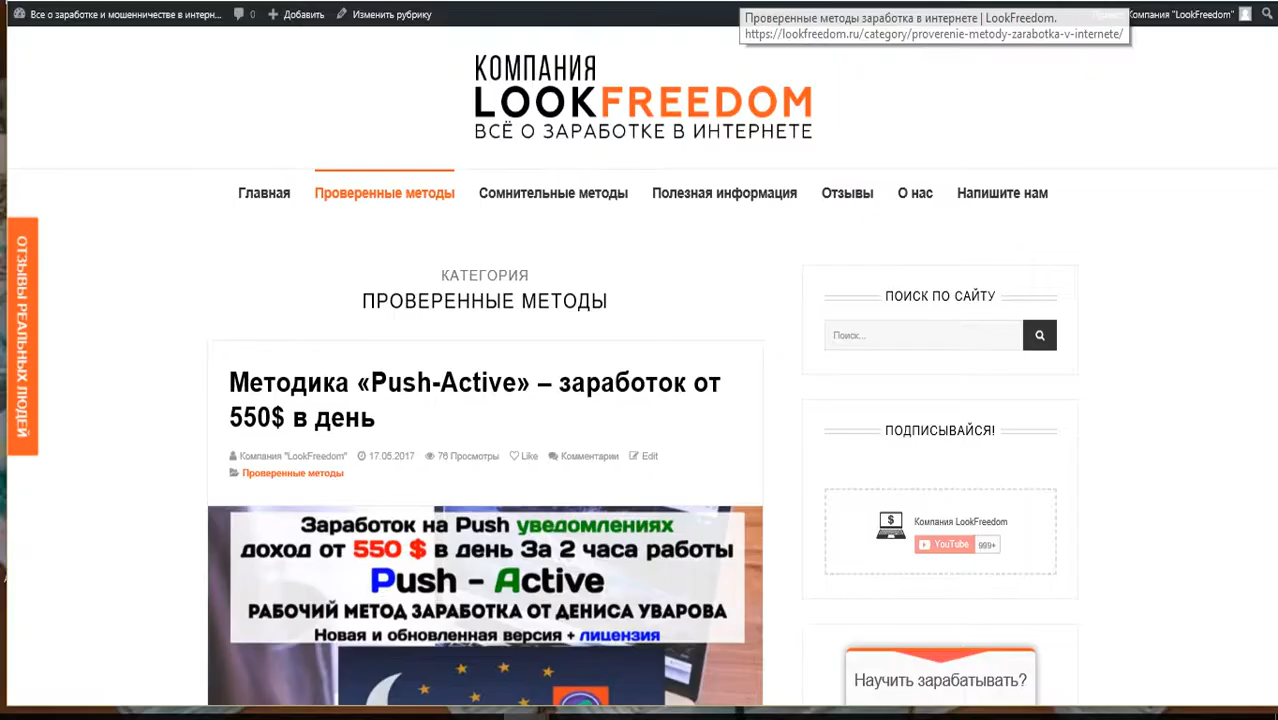 Все о заработке и мошенничестве в интерн...
0
Добавить
Изменить рубрику
Проверенные методы заработка в интернете | LookFreedom.
https://lookfreedom.ru/category/proverenie-metody-zarabotka-v-internete/
Компания "LookFreedom"
КОМПАНИЯ
LOOKFREEDOM
ВСЁ О ЗАРАБОТКЕ В ИНТЕРНЕТЕ
Главная
Проверенные методы
Сомнительные методы
Полезная информация
Отзывы
О нас
Напишите нам
ОТЗЫВЫ РЕАЛЬНЫХ ЛЮДЕЙ
КАТЕГОРИЯ
ПРОВЕРЕННЫЕ МЕТОДЫ
Методика «Push-Active» – заработок от
550$ в день
Компания "LookFreedom" 17.05.2017 76 Просмотры Like Комментарии Edit
Проверенные методы
Заработок на Push уведомлениях
доход от 550 $ в день За 2 часа работы
Push - Active
РАБОЧИЙ МЕТОД ЗАРАБОТКА ОТ ДЕНИСА УВАРОВА
Новая и обновленная версия + лицензия
ПОИСК ПО САЙТУ
Поиск...
ПОДПИСЫВАЙСЯ!
$
Компания LookFreedom
YouTube 999+
Научить зарабатывать?